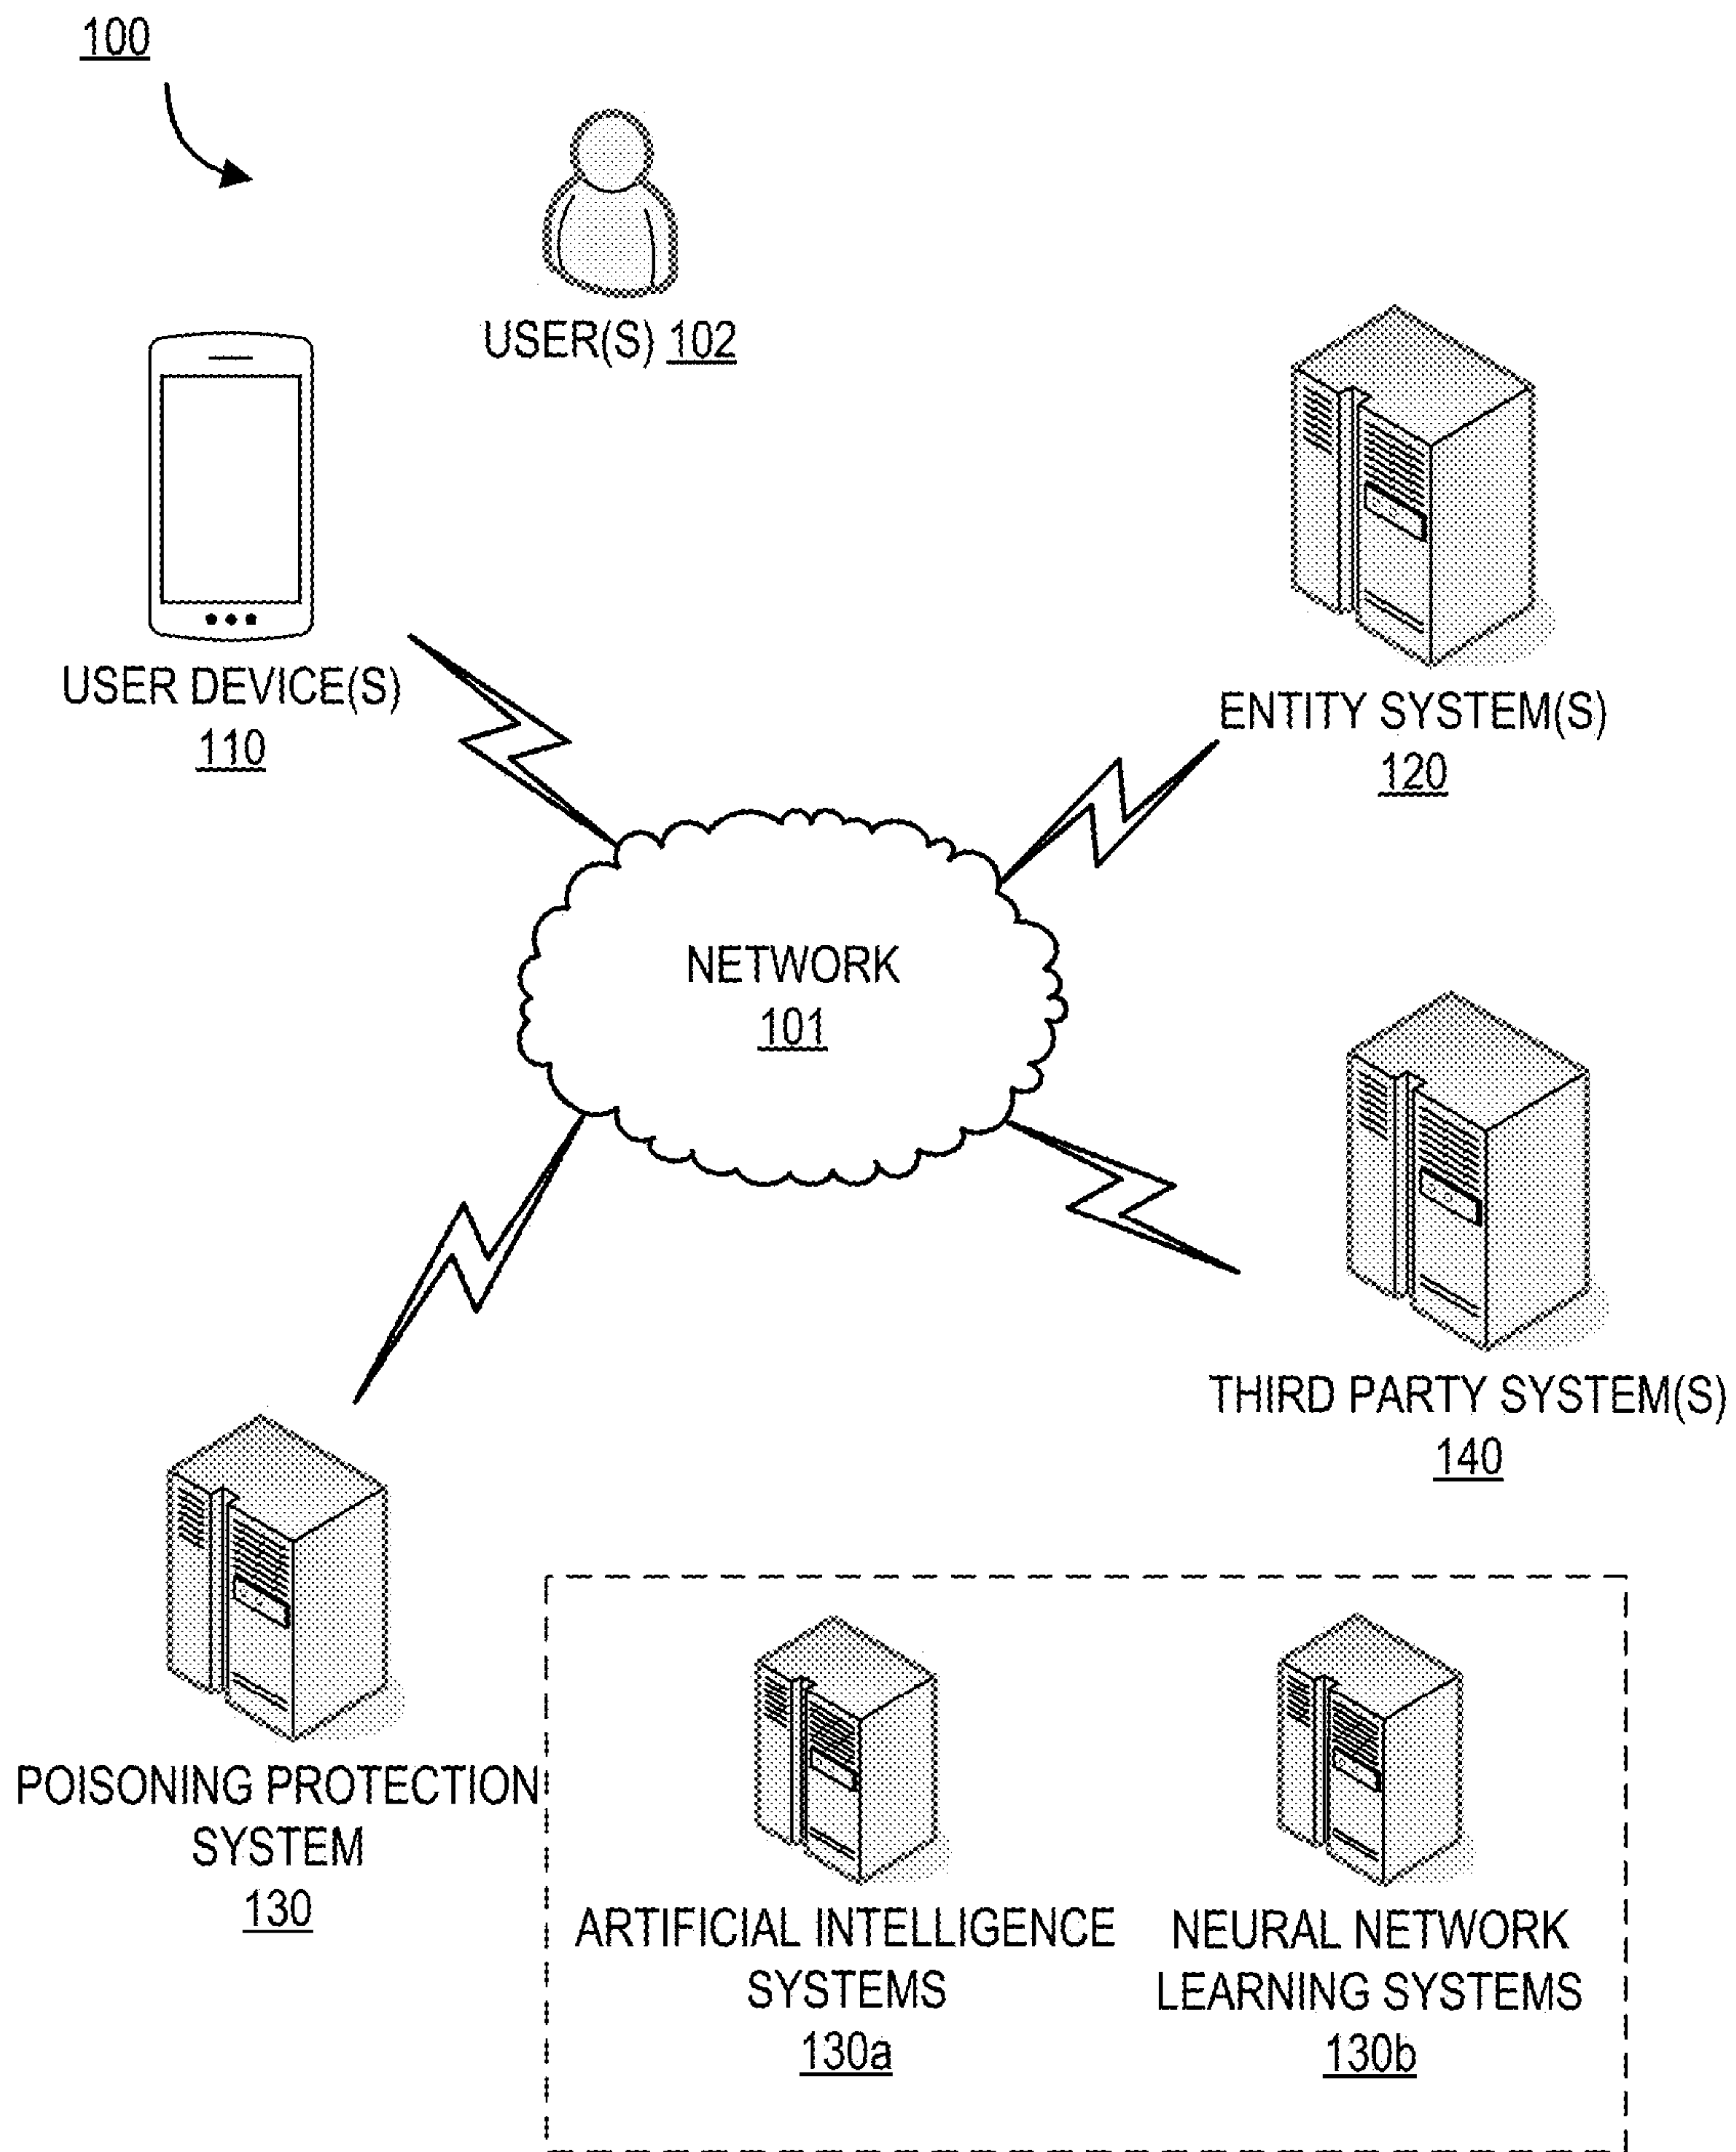 100
USER(S) 102
USER DEVICE(S)
110
ENTITY SYSTEM(S)
120
NETWORK
101
THIRD PARTY SYSTEM(S)
140
POISONING PROTECTION
SYSTEM
130
ARTIFICIAL INTELLIGENCE
SYSTEMS
130a
NEURAL NETWORK
LEARNING SYSTEMS
130b